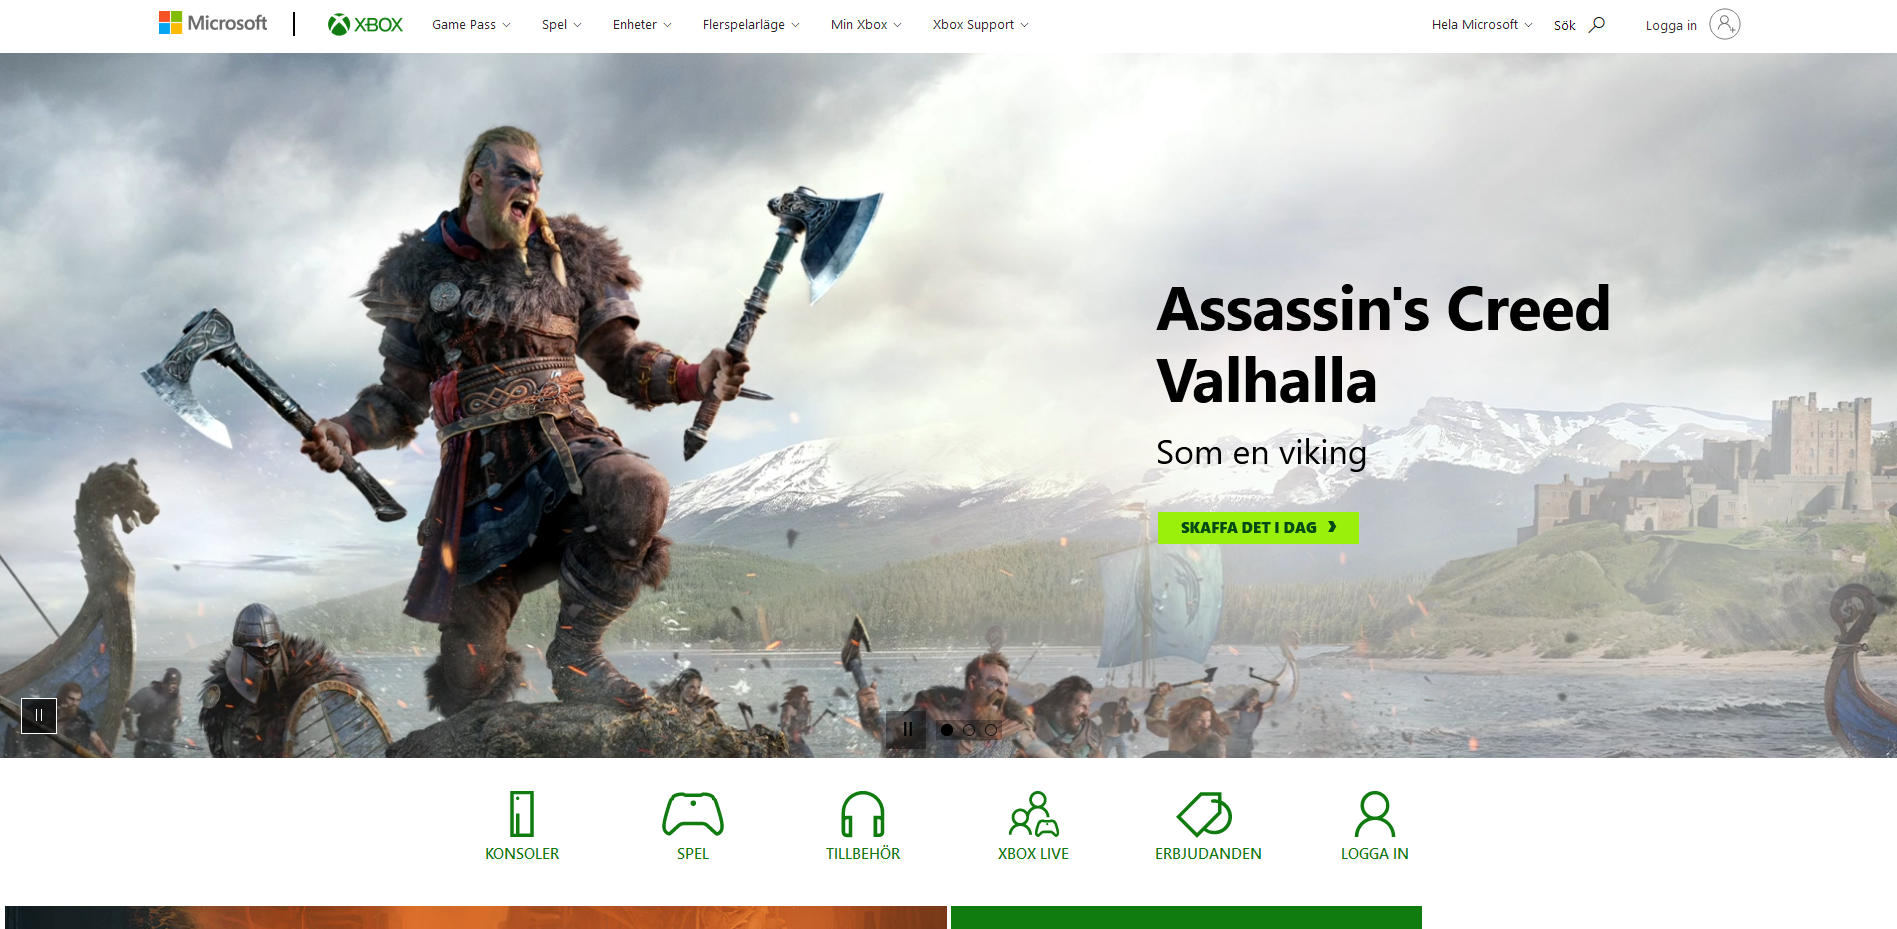 Microsoft
XBOX
Game Pass
Spel
Enheter
Flerspelarläge
Min Xbox
Xbox Support
Hela Microsoft
Sök
Logga in
Assassin's Creed
Valhalla
Som en viking
SKAFFA DET I DAG
KONSOLER
SPEL
TILLBEHÖR
XBOX LIVE
ERBJUDANDEN
LOGGA IN